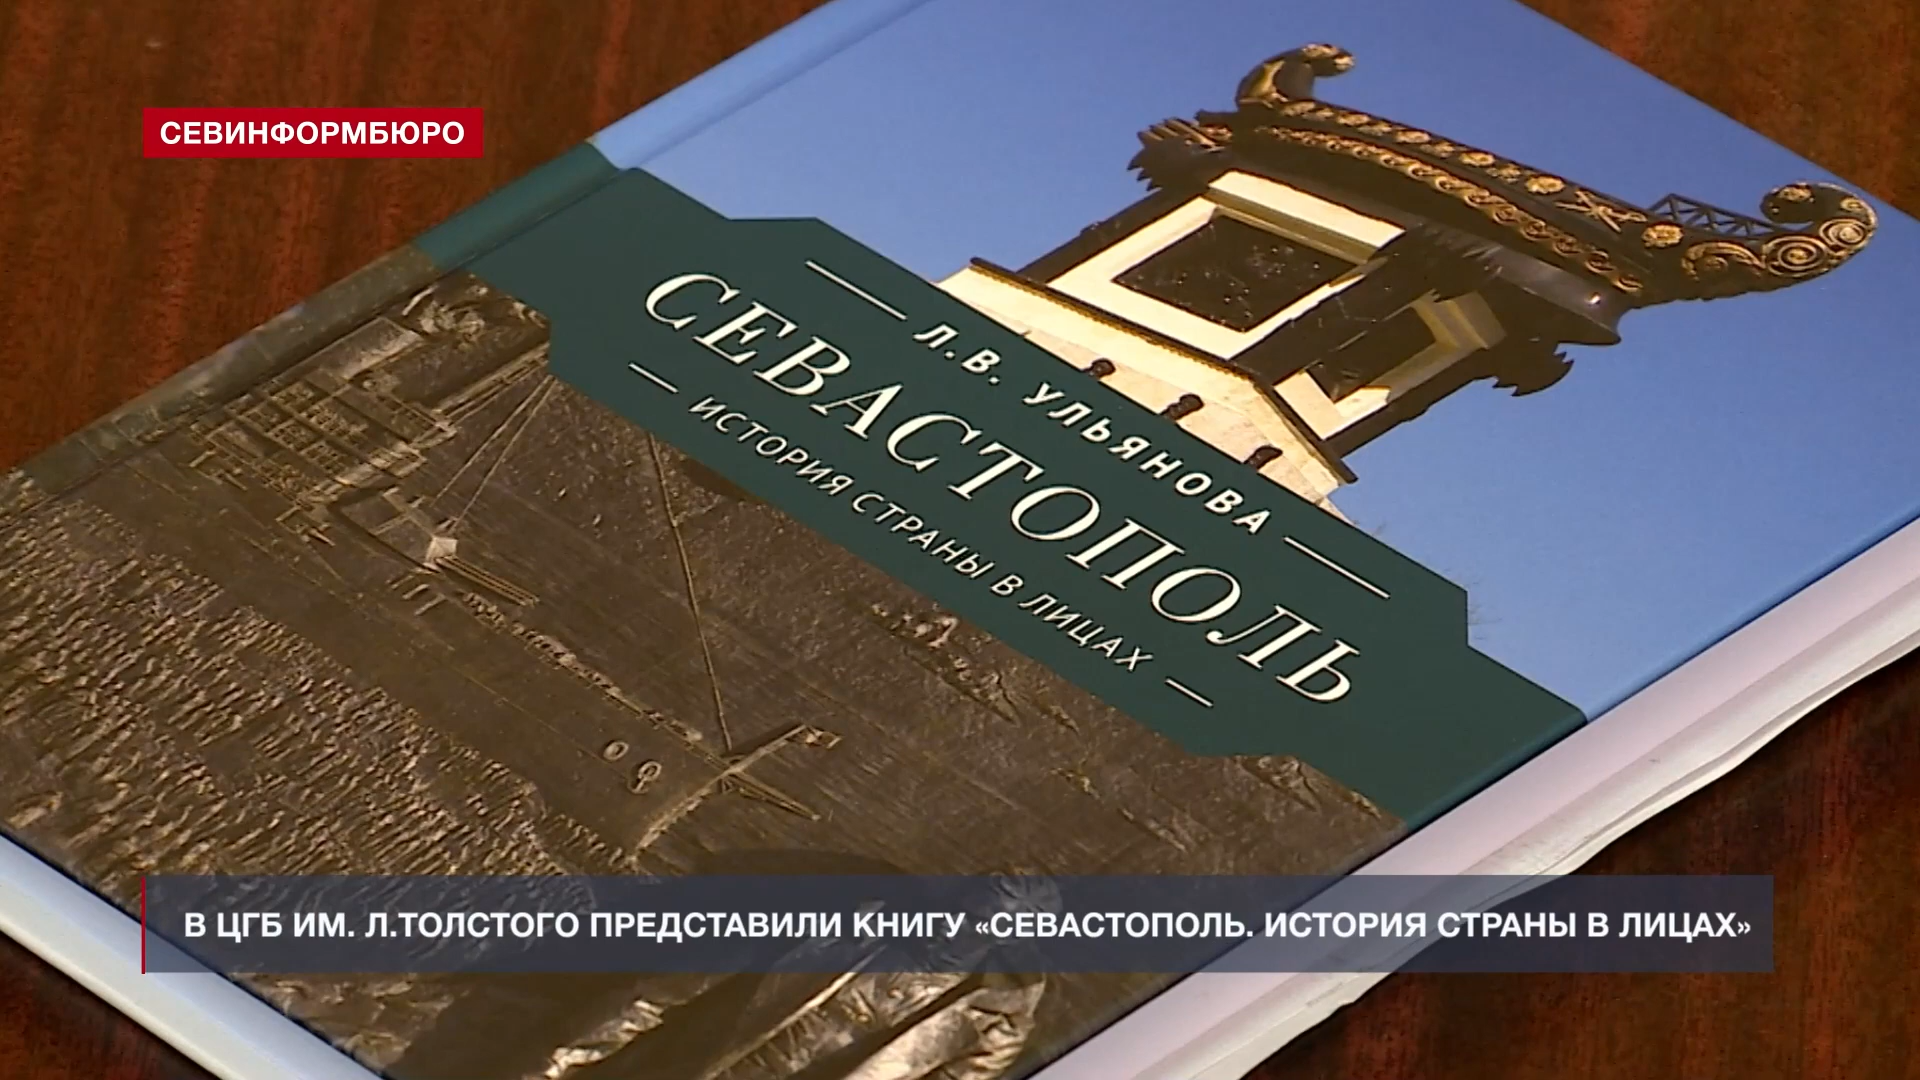 СЕВИНФОРМБЮРО
Л.В. УЛЬЯНОВА
СЕВАСТОПОЛЬ
ИСТОРИЯ СТРАНЫ В ЛИЦАХ
В ЦГБ ИМ. Л.ТОЛСТОГО ПРЕДСТАВИЛИ КНИГУ «СЕВАСТОПОЛЬ. ИСТОРИЯ СТРАНЫ В ЛИЦАХ»